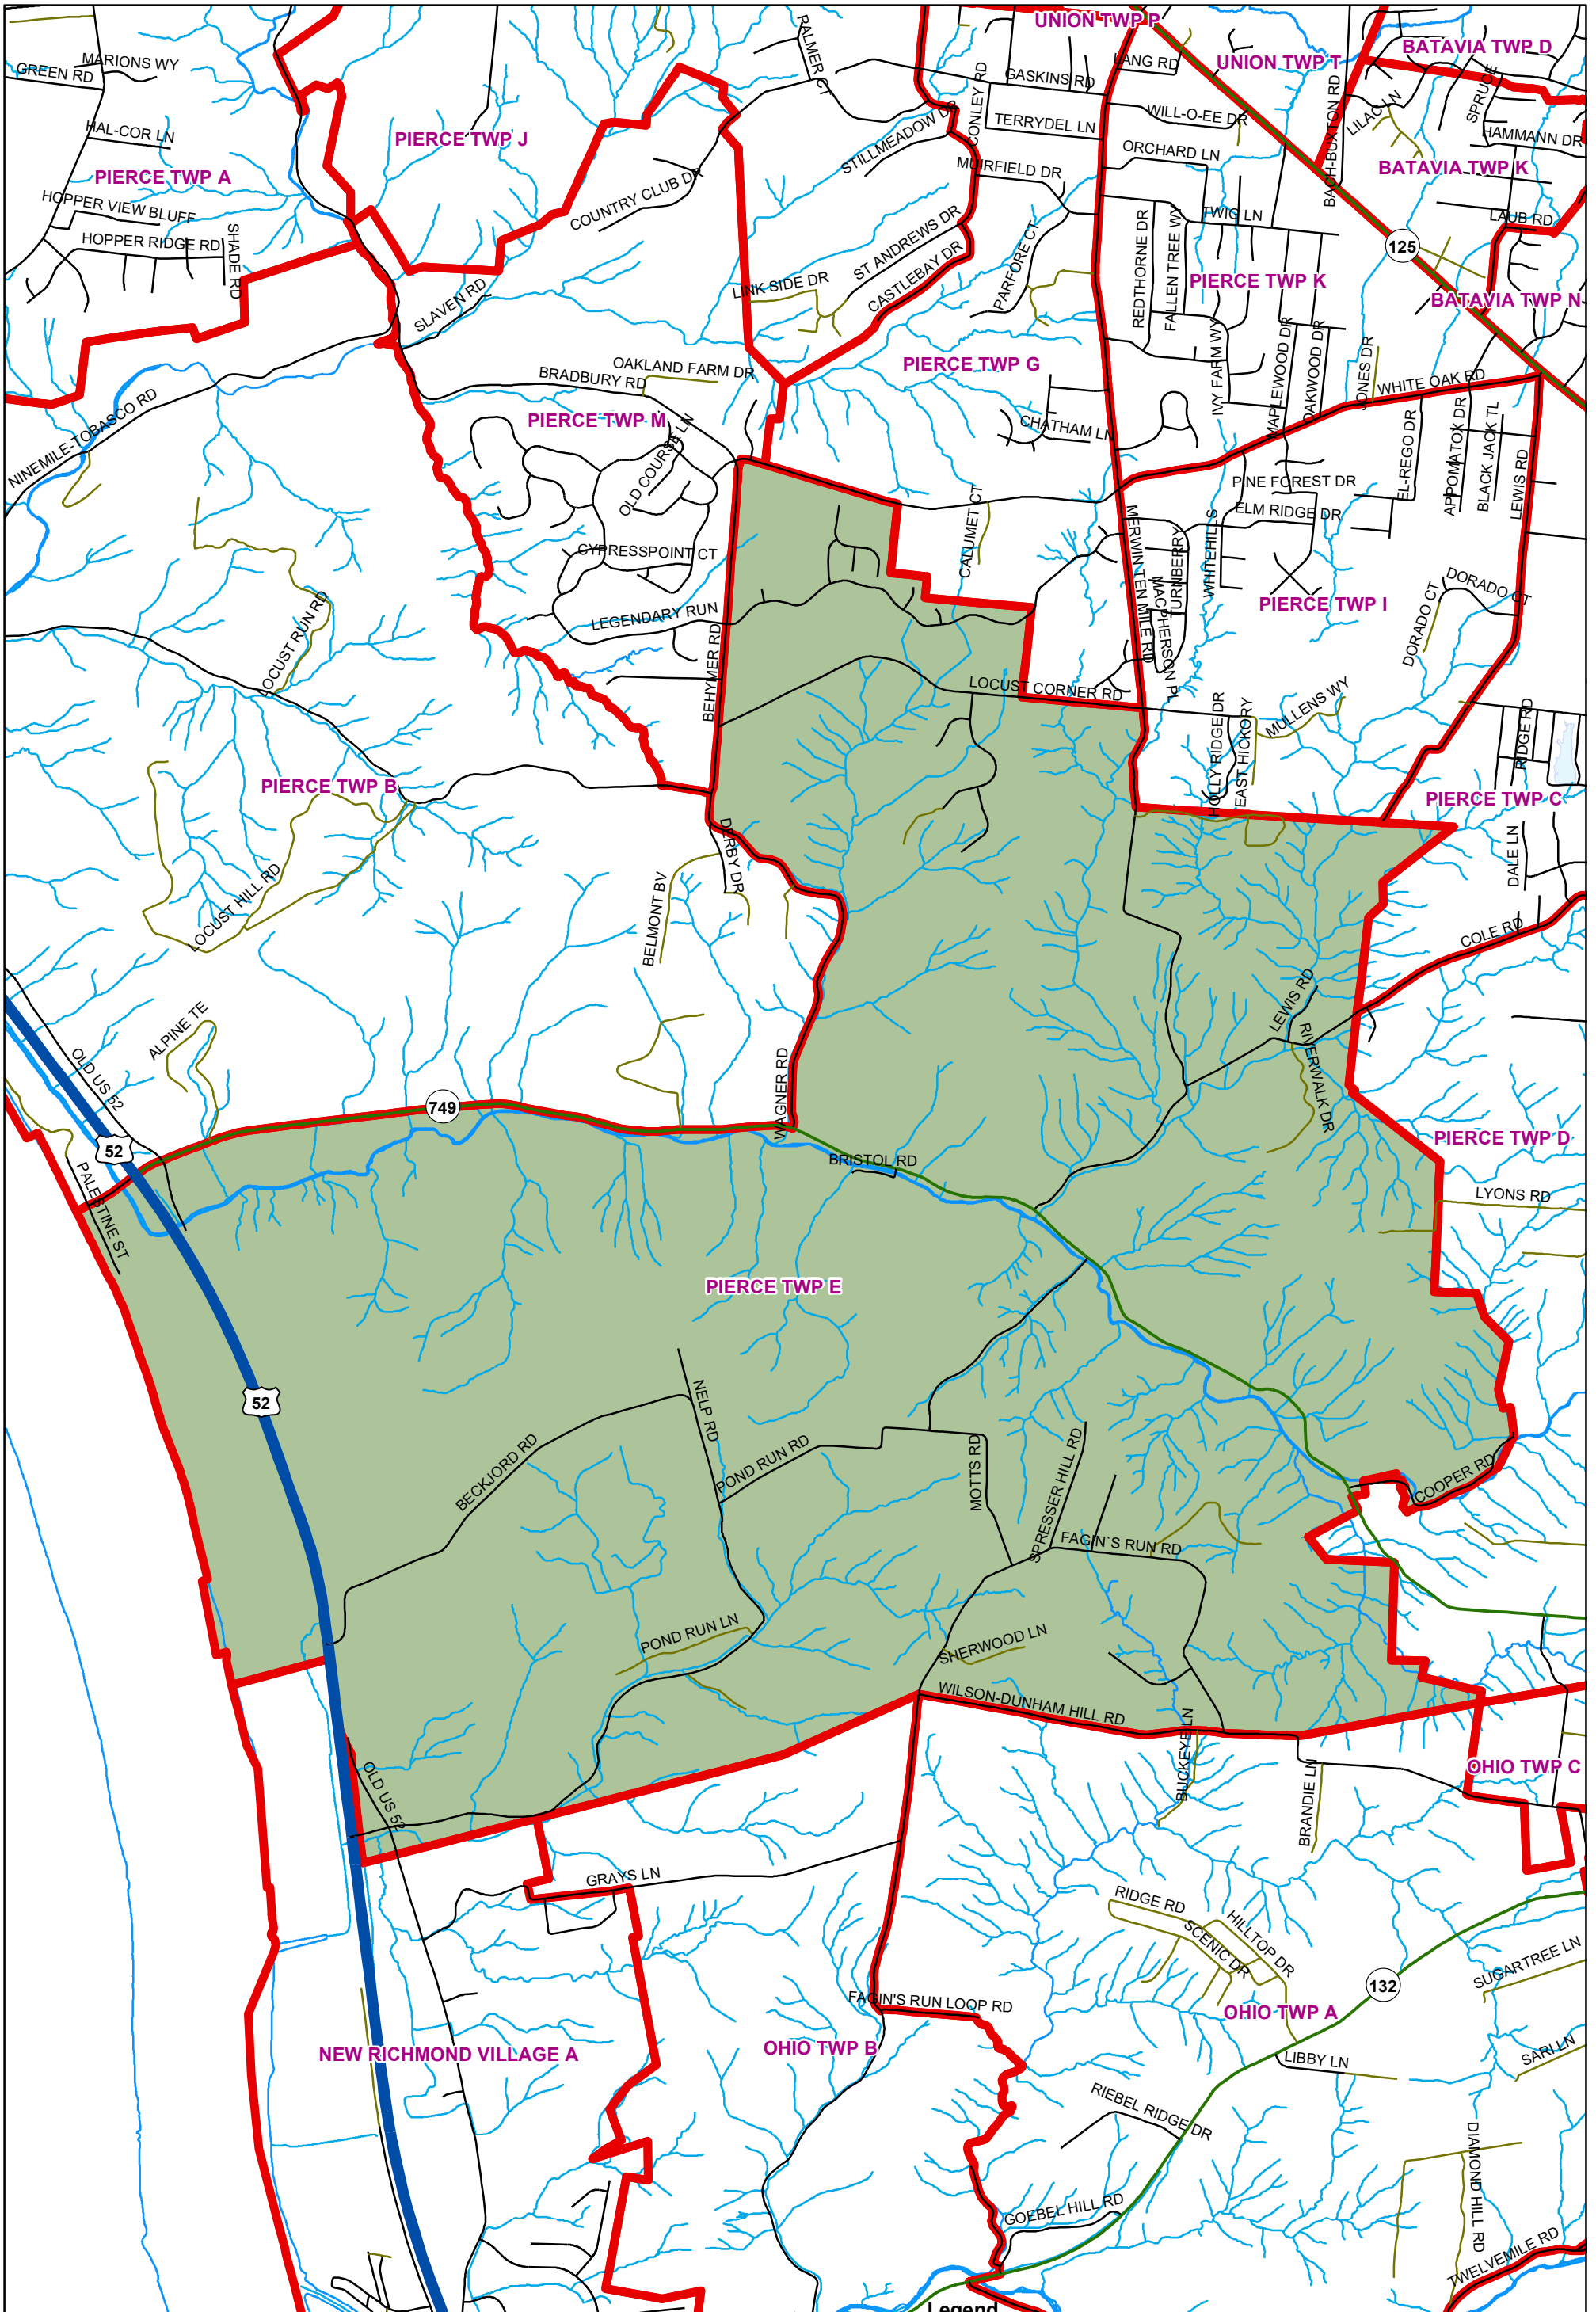 UNION TWP P
BATAVIA TWP D
UNION TWP T
LANG RD
MARIONS WY
GREEN RD
PALMER CT
GASKINS RD
CONLEY RD
BACH-BUXTON RD
LILAC LN
SPRUCE
HAL-COR LN
PIERCE TWP J
STILLMEADOW DR
TERRYDEL LN
WILL-O-EE DR
HAMMANN DR
ORCHARD LN
BATAVIA TWP K
PIERCE TWP A
MUIRFIELD DR
COUNTRY CLUB DR
HOPPER VIEW BLUFF
HOPPER RIDGE RD
SHADE RD
ST ANDREWS DR
CASTLEBAY DR
PARFORE CT
REDTHORNE DR
FALLEN TREE WY
TWIG LN
LAUB RD
125
LINK SIDE DR
SLAVEN RD
PIERCE TWP K
BATAVIA TWP N
IVY FARM WY
MAPLEWOOD DR
OAKWOOD DR
JONES DR
PIERCE TWP G
OAKLAND FARM DR
BRADBURY RD
WHITE OAK RD
NINEMILE-TOBASCO RD
PIERCE TWP M
OLD COURSE LN
CHATHAM LN
EL-REGO DR
APPOMATOX DR
BLACK JACK TL
LEWIS RD
PINE FOREST DR
ELM RIDGE DR
CALUMET CT
MERWIN TEN MILE RD
MACPHERSON PL
TURNBERRY
WHITEHILLS
CYPRESSPOINT CT
LEGENDARY RUN
BEHYMER RD
PIERCE TWP I
DORADO CT
DORADO CT
LOCUST RUN RD
LOCUST CORNER RD
HOLLY RIDGE DR
EAST HICKORY
MULLENS WY
RIDGE RD
PIERCE TWP B
PIERCE TWP C
DERBY DR
DALE LN
LOCUST HILL RD
BELMONT BV
COLE RD
ALPINE TE
LEWIS RD
RIVERWALK DR
OLD US 52
WAGNER RD
749
52
PIERCE TWP D
BRISTOL RD
PALESTINE ST
LYONS RD
PIERCE TWP E
52
NELP RD
BECKJORD RD
POND RUN RD
MOTTS RD
SPRESSER HILL RD
COOPER RD
FAGIN`S RUN RD
POND RUN LN
SHERWOOD LN
WILSON-DUNHAM HILL RD
BUCKEYE LN
BRANDIE LN
OHIO TWP C
OLD US 52
GRAYS LN
RIDGE RD
SCENIC DR
HILLTOP DR
SUGARTREE LN
132
FAGIN'S RUN LOOP RD
OHIO TWP A
NEW RICHMOND VILLAGE A
OHIO TWP B
LIBBY LN
SARI LN
RIEBEL RIDGE DR
DIAMOND HILL RD
GOEBEL HILL RD
TWELVEMILE RD
Legend